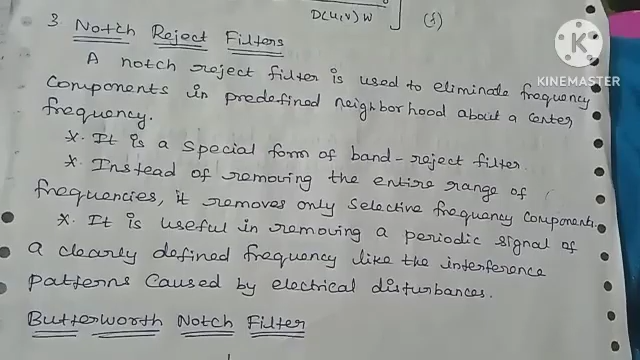 D(u,v) W
(5)
3 Notch Reject Filters
A notch reject filter is used to eliminate frequency
components in predefined neighborhood about a center
frequency.
*. It is a special form of band-reject filter.
*. Instead of removing the entire range of
frequencies, it removes only selective frequency components.
*. It is useful in removing a periodic signal of
a clearly defined frequency like the interference
patterns caused by electrical disturbances.
Butterworth Notch Filter
K
KINEMASTER